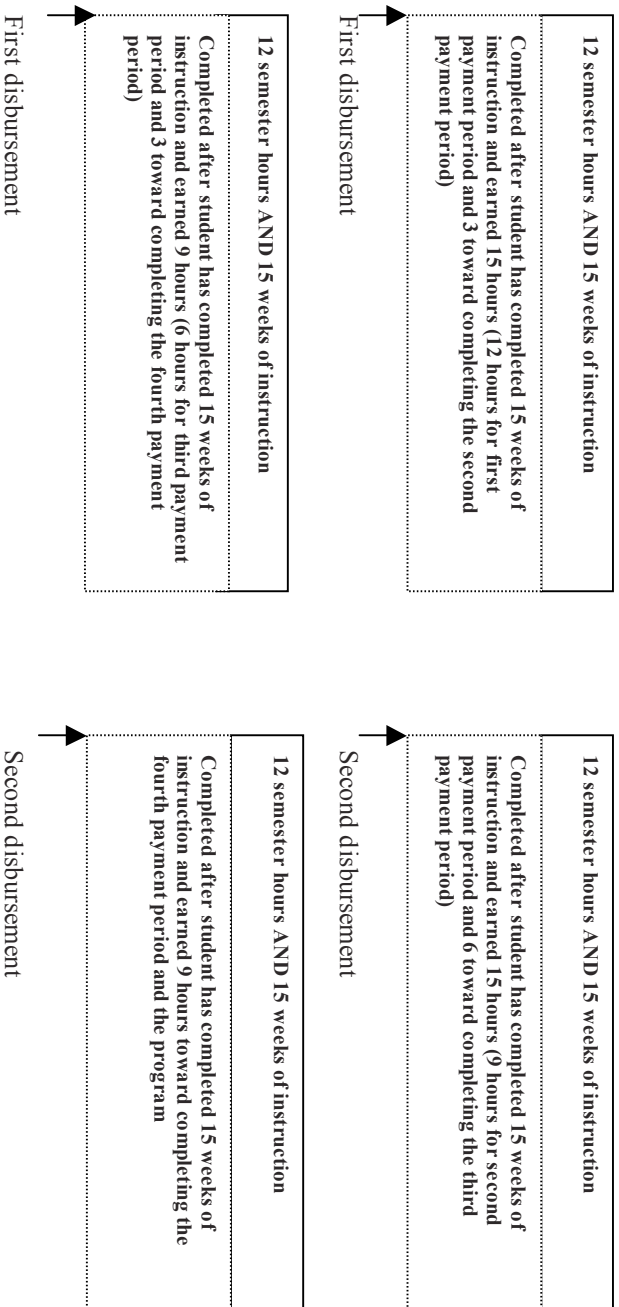 12 semester hours AND 15 weeks of instruction
Completed after student has completed 15 weeks of
instruction and earned 15 hours (12 hours for first
payment period and 3 toward completing the second
payment period)
First disbursement
12 semester hours AND 15 weeks of instruction
Completed after student has completed 15 weeks of
instruction and earned 15 hours (9 hours for second
payment period and 6 toward completing the third
payment period)
Second disbursement
12 semester hours AND 15 weeks of instruction
Completed after student has completed 15 weeks of
instruction and earned 9 hours (6 hours for third payment
period and 3 toward completing the fourth payment
period)
First disbursement
12 semester hours AND 15 weeks of instruction
Completed after student has completed 15 weeks of
instruction and earned 9 hours toward completing the
fourth payment period and the program
Second disbursement